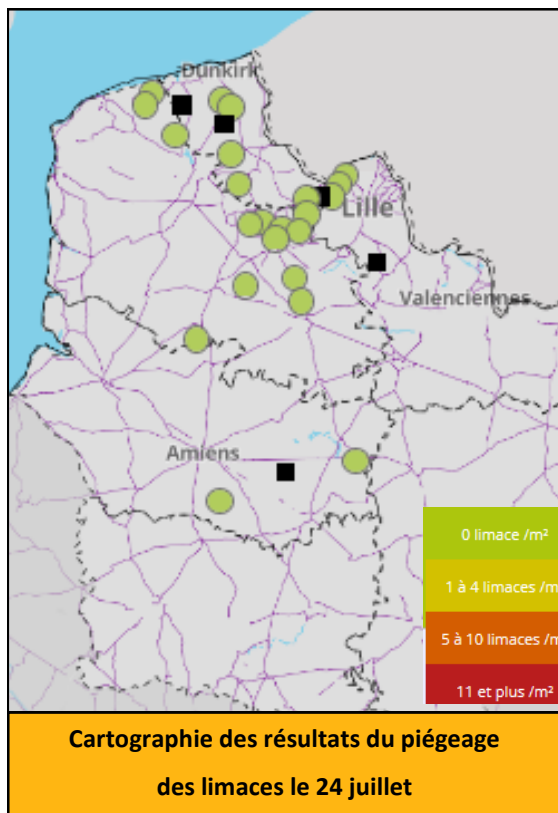 Dunkirk
Lille
Valenciennes
Amiens
0 limace /m²
1 à 4 limaces /m
5 à 10 limaces /m
11 et plus /m²
Cartographie des résultats du piégeage
des limaces le 24 juillet